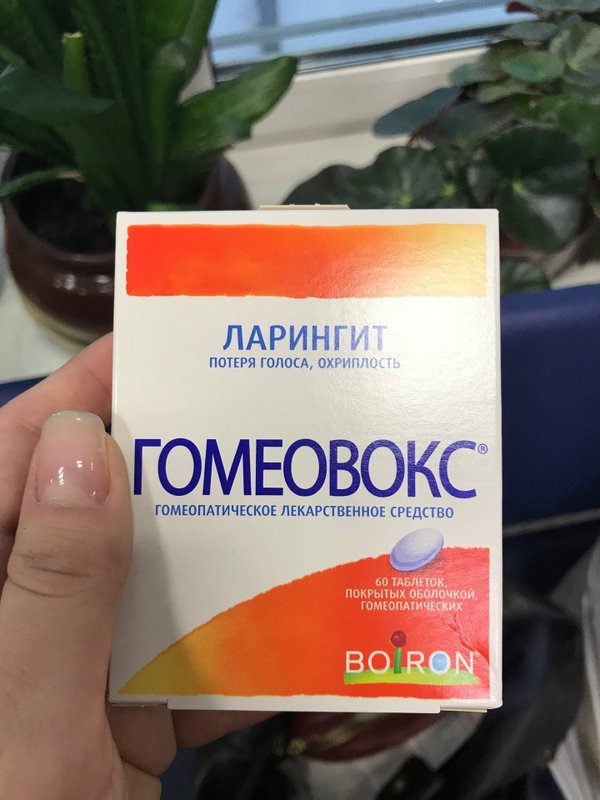 ЛАРИНГИТ
ПОТЕРЯ ГОЛОСА, ОХРИПЛОСТЬ
ГОМЕОВОКС®
ГОМЕОПАТИЧЕСКОЕ ЛЕКАРСТВЕННОЕ СРЕДСТВО
60 ТАБЛЕТОК,
ПОКРЫТЫХ ОБОЛОЧКОЙ,
ГОМЕОПАТИЧЕСКИХ
BOIRON